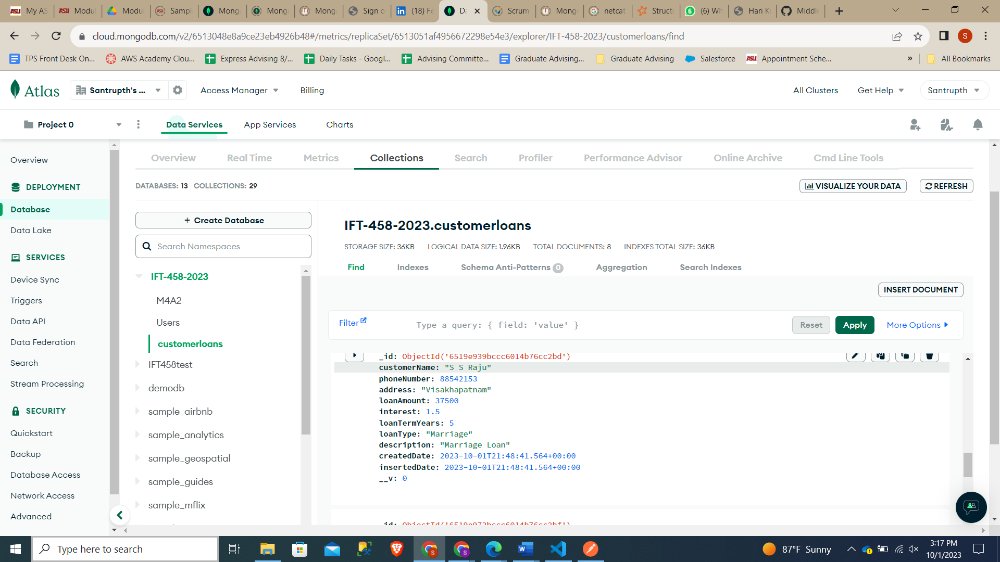 My AS
Modul
Modul
Sampl
Mongo
Mongo
Mongo
Sign o
(18) Fe
Da
Scrum
Mongo
netcat
Structu
(6) Wh
Hari Ka
Middle
cloud.mongodb.com/v2/6513048e8a9ce23eb4926b48#/metrics/replicaSet/6513051af4956672298e54e3/explorer/IFT-458-2023/customerloans/find
S
TPS Front Desk On...
AWS Academy Clou...
Express Advising 8/...
Daily Tasks - Googl...
Advising Committe...
Graduate Advising...
Graduate Advising
Salesforce
Appointment Sche...
»
All Bookmarks
Atlas
Santrupth's ...
Access Manager
Billing
All Clusters
Get Help
Santrupth
Project 0
Data Services
App Services
Charts
Overview
DEPLOYMENT
Database
Data Lake
SERVICES
Device Sync
Triggers
Data API
Data Federation
Search
Stream Processing
SECURITY
Quickstart
Backup
Database Access
Network Access
Advanced
Overview
Real Time
Metrics
Collections
Search
Profiler
Performance Advisor
Online Archive
Cmd Line Tools
DATABASES: 13 COLLECTIONS: 29
VISUALIZE YOUR DATA
REFRESH
+ Create Database
Search Namespaces
IFT-458-2023
M4A2
Users
customerloans
IFT458test
demodb
sample_airbnb
sample_analytics
sample_geospatial
sample_guides
sample_mflix
IFT-458-2023.customerloans
STORAGE SIZE: 36KB LOGICAL DATA SIZE: 1.96KB TOTAL DOCUMENTS: 8 INDEXES TOTAL SIZE: 36KB
Find
Indexes
Schema Anti-Patterns 0
Aggregation
Search Indexes
INSERT DOCUMENT
Filter
Type a query: { field: 'value' }
Reset
Apply
More Options
_id: ObjectId('6519e939bccc6014b76cc2bd')
customerName: "S S Raju"
phoneNumber: 88542153
address: "Visakhapatnam"
loanAmount: 37500
interest: 1.5
loanTermYears: 5
loanType: "Marriage"
description: "Marriage Loan"
createdDate: 2023-10-01T21:48:41.564+00:00
insertedDate: 2023-10-01T21:48:41.564+00:00
__v: 0
_id: ObjectId('6519e972bccc6014b76cc2bf')
Type here to search
87°F Sunny
3:17 PM
10/1/2023